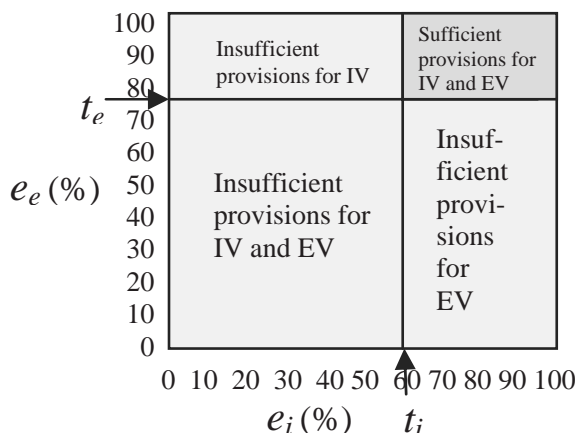 100
90
80
70
60
50
40
30
20
10
0
t_e
e_e (%)
Insufficient
provisions for IV
Sufficient
provisions for
IV and EV
Insufficient
provisions for
IV and EV
Insuf-
ficient
provi-
sions
for
EV
0 10 20 30 40 50 60 70 80 90 100
e_i (%)
t_i